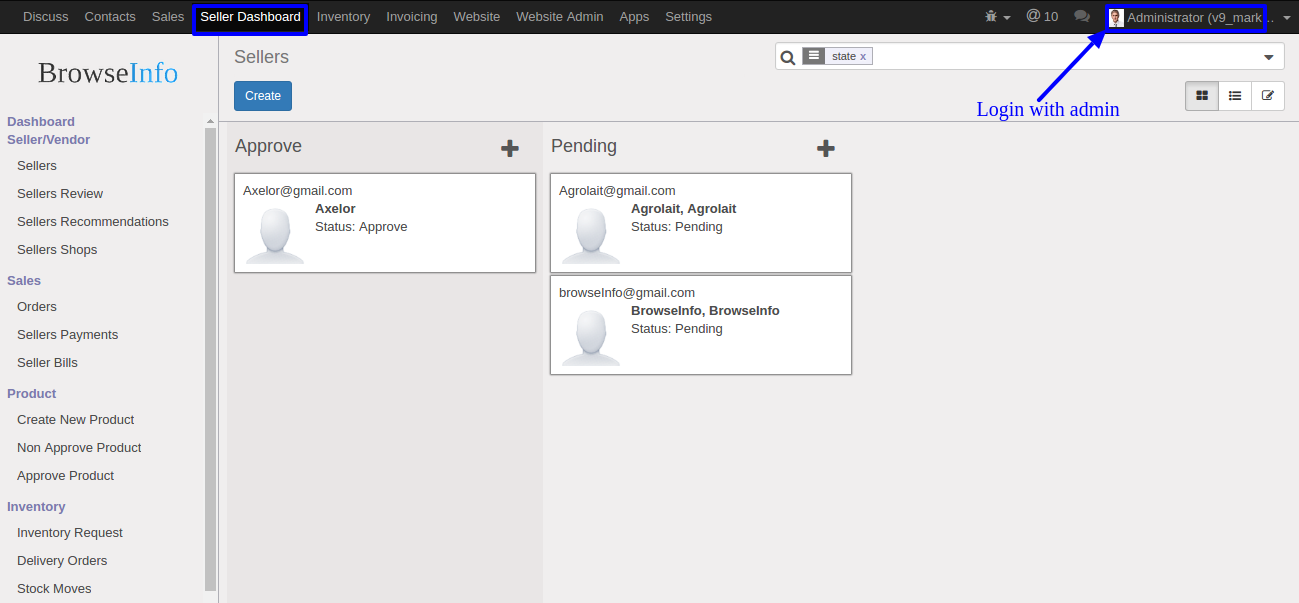 Discuss Contacts Sales Seller Dashboard Inventory Invoicing Website Website Admin Apps Settings @ 10 Administrator (v9_mark...
BrowseInfo
Dashboard
Seller/Vendor
Sellers
Sellers Review
Sellers Recommendations
Sellers Shops
Sales
Orders
Sellers Payments
Seller Bills
Product
Create New Product
Non Approve Product
Approve Product
Inventory
Inventory Request
Delivery Orders
Stock Moves
Sellers
state x
Create
Login with admin
Approve
Axelor@gmail.com
Axelor
Status: Approve
Pending
Agrolait@gmail.com
Agrolait, Agrolait
Status: Pending
browseInfo@gmail.com
BrowseInfo, BrowseInfo
Status: Pending